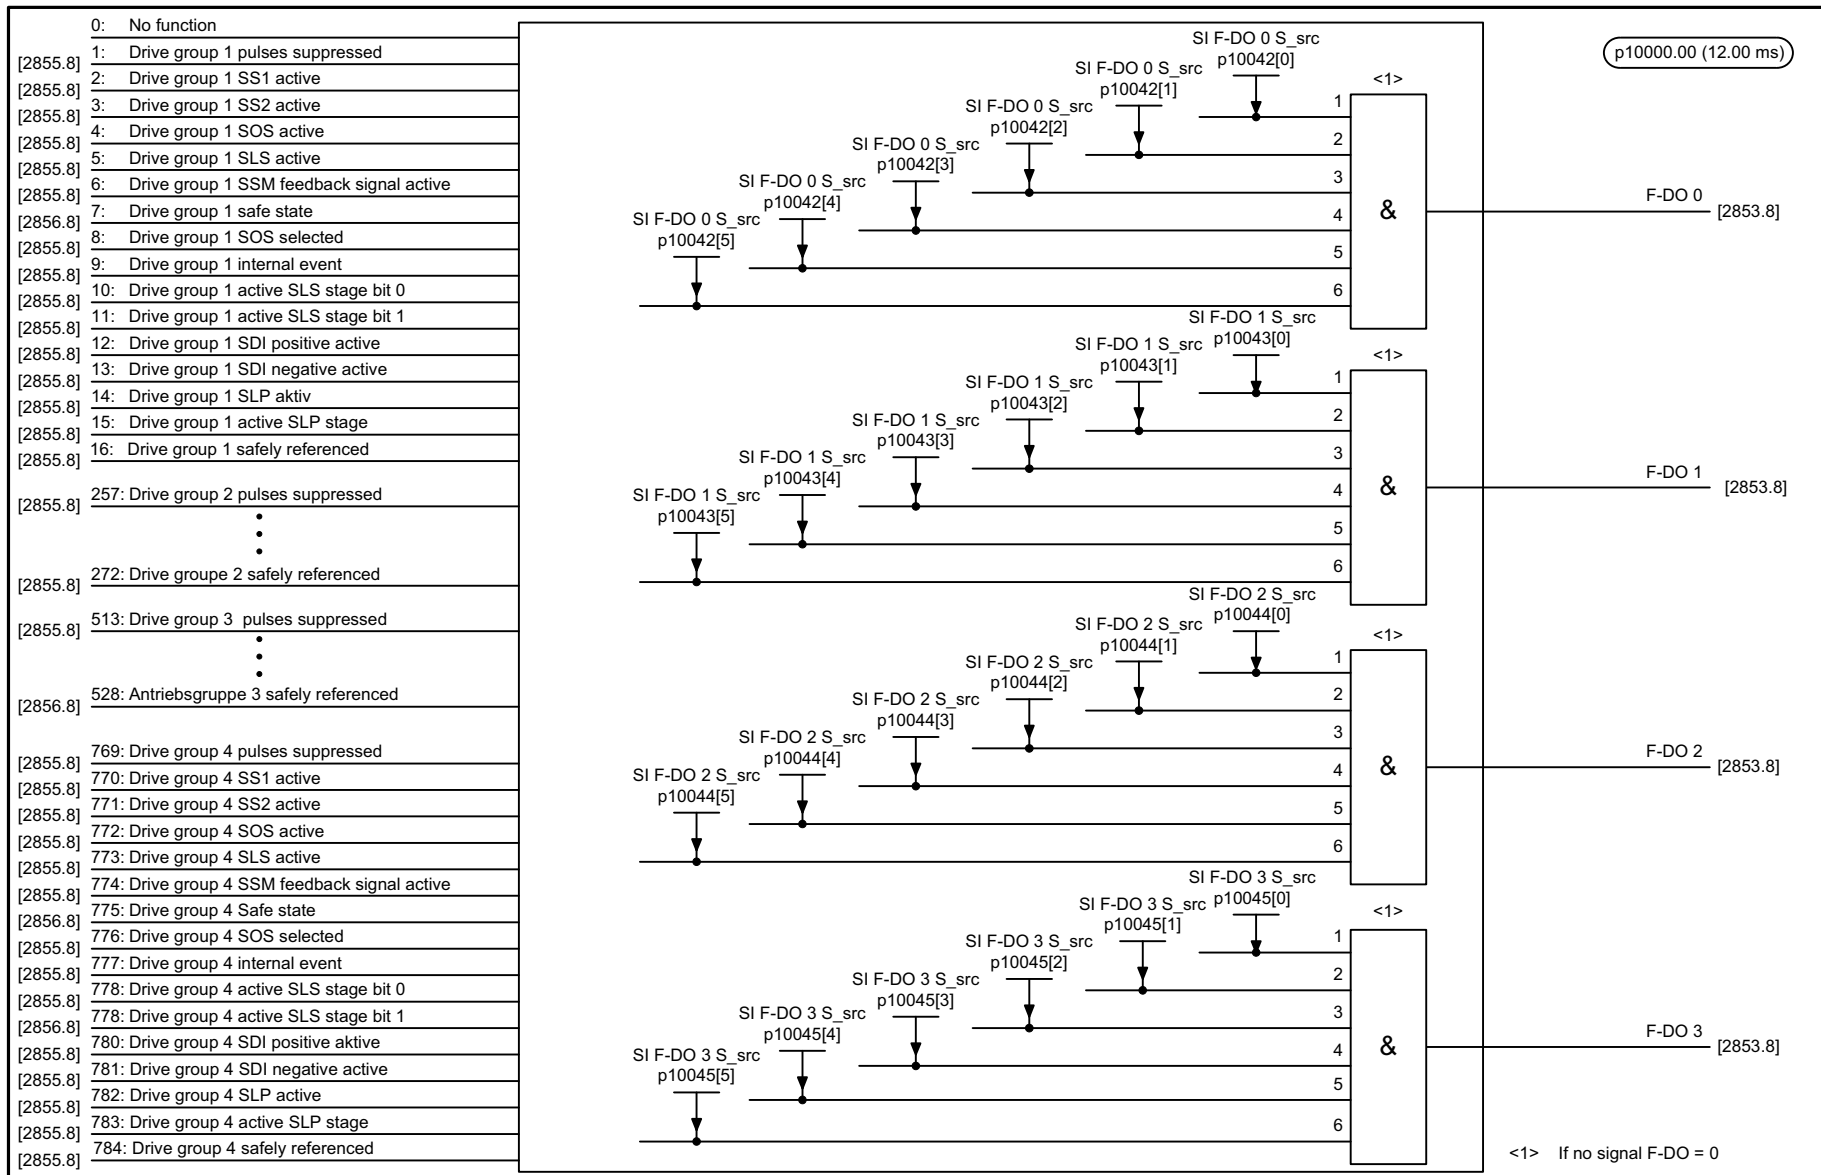 0: No function
[2855.8] 1: Drive group 1 pulses suppressed
[2855.8] 2: Drive group 1 SS1 active
[2855.8] 3: Drive group 1 SS2 active
[2855.8] 4: Drive group 1 SOS active
[2855.8] 5: Drive group 1 SLS active
[2855.8] 6: Drive group 1 SSM feedback signal active
[2856.8] 7: Drive group 1 safe state
[2855.8] 8: Drive group 1 SOS selected
[2855.8] 9: Drive group 1 internal event
[2855.8] 10: Drive group 1 active SLS stage bit 0
[2855.8] 11: Drive group 1 active SLS stage bit 1
[2855.8] 12: Drive group 1 SDI positive active
[2855.8] 13: Drive group 1 SDI negative active
[2855.8] 14: Drive group 1 SLP aktiv
[2855.8] 15: Drive group 1 active SLP stage
[2855.8] 16: Drive group 1 safely referenced
[2855.8] 257: Drive group 2 pulses suppressed
[2855.8] 272: Drive groupe 2 safely referenced
[2855.8] 513: Drive group 3 pulses suppressed
[2856.8] 528: Antriebsgruppe 3 safely referenced
[2855.8] 769: Drive group 4 pulses suppressed
[2855.8] 770: Drive group 4 SS1 active
[2855.8] 771: Drive group 4 SS2 active
[2855.8] 772: Drive group 4 SOS active
[2855.8] 773: Drive group 4 SLS active
[2855.8] 774: Drive group 4 SSM feedback signal active
[2856.8] 775: Drive group 4 Safe state
[2855.8] 776: Drive group 4 SOS selected
[2855.8] 777: Drive group 4 internal event
[2855.8] 778: Drive group 4 active SLS stage bit 0
[2856.8] 778: Drive group 4 active SLS stage bit 1
[2855.8] 780: Drive group 4 SDI positive aktive
[2855.8] 781: Drive group 4 SDI negative active
[2855.8] 782: Drive group 4 SLP active
[2855.8] 783: Drive group 4 active SLP stage
[2855.8] 784: Drive group 4 safely referenced
SI F-DO 0 S_src
p10042[0]
SI F-DO 0 S_src
p10042[1]
SI F-DO 0 S_src
p10042[2]
SI F-DO 0 S_src
p10042[3]
SI F-DO 0 S_src
p10042[4]
SI F-DO 0 S_src
p10042[5]
<1>
1
2
3
4
5
6
&
F-DO 0 [2853.8]
SI F-DO 1 S_src
p10043[0]
SI F-DO 1 S_src
p10043[1]
SI F-DO 1 S_src
p10043[2]
SI F-DO 1 S_src
p10043[3]
SI F-DO 1 S_src
p10043[4]
SI F-DO 1 S_src
p10043[5]
<1>
1
2
3
4
5
6
&
F-DO 1 [2853.8]
SI F-DO 2 S_src
p10044[0]
SI F-DO 2 S_src
p10044[1]
SI F-DO 2 S_src
p10044[2]
SI F-DO 2 S_src
p10044[3]
SI F-DO 2 S_src
p10044[4]
SI F-DO 2 S_src
p10044[5]
<1>
1
2
3
4
5
6
&
F-DO 2 [2853.8]
SI F-DO 3 S_src
p10045[0]
SI F-DO 3 S_src
p10045[1]
SI F-DO 3 S_src
p10045[2]
SI F-DO 3 S_src
p10045[3]
SI F-DO 3 S_src
p10045[4]
SI F-DO 3 S_src
p10045[5]
<1>
1
2
3
4
5
6
&
F-DO 3 [2853.8]
p10000.00 (12.00 ms)
<1> If no signal F-DO = 0